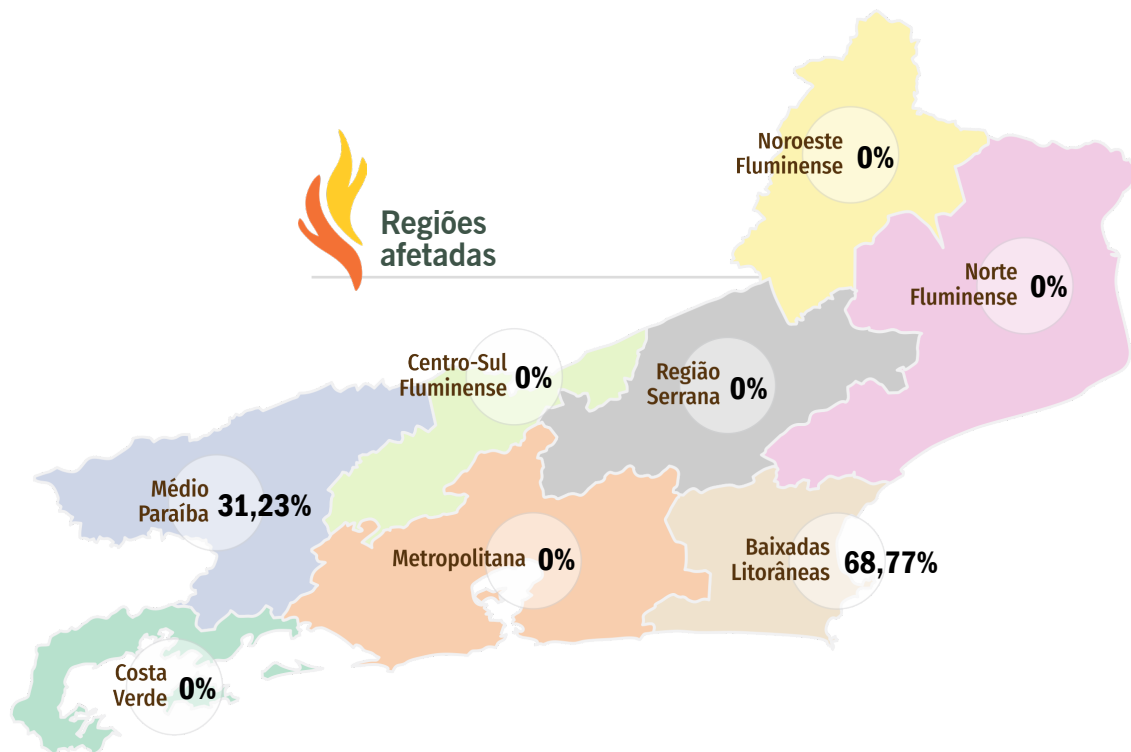 Regiões
afetadas
Noroeste
Fluminense
0%
Norte
Fluminense
0%
Centro-Sul
Fluminense
0%
Região
Serrana
0%
Médio
Paraíba
31,23%
Metropolitana
0%
Baixadas
Litorâneas
68,77%
Costa
Verde
0%